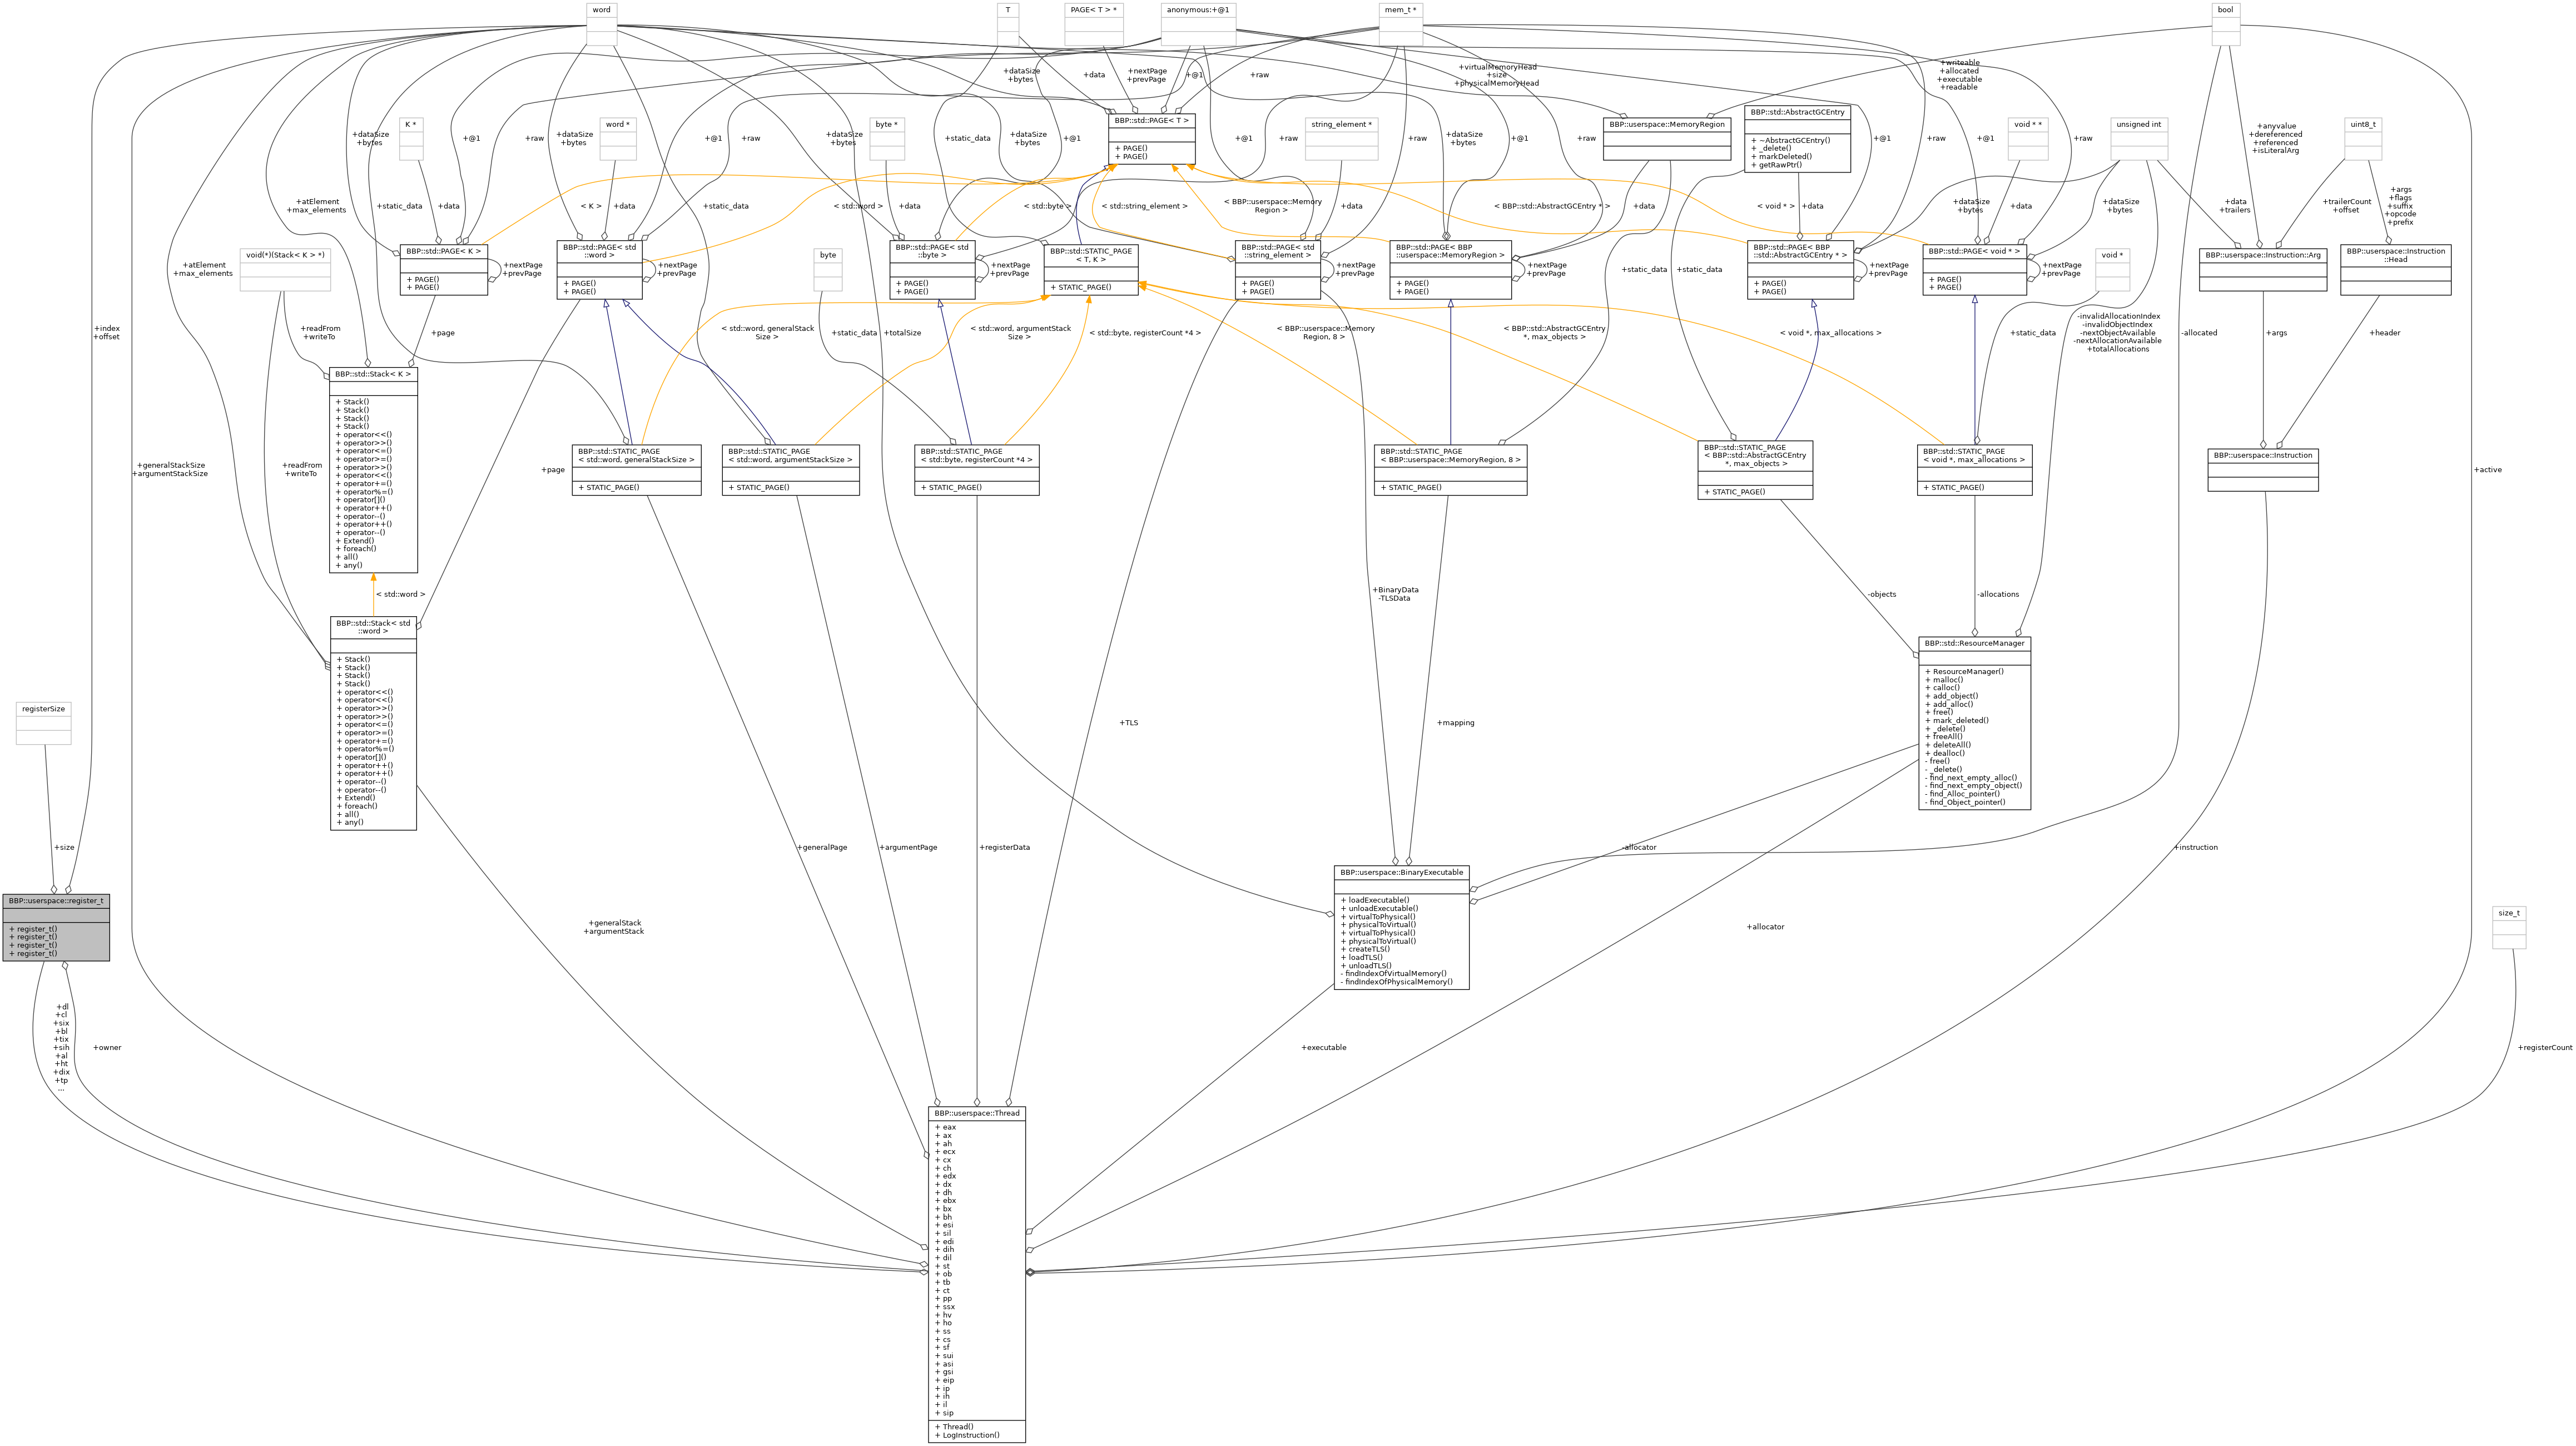 word
T
PAGE< T > *
anonymous:+@1
mem_t *
bool
+dataSize
+bytes
+data
+nextPage
+prevPage
+@1
+raw
+virtualMemoryHead
+size
+physicalMemoryHead
+writeable
+allocated
+executable
+readable
K *
word *
byte *
BBP::std::PAGE< T >
+ PAGE()
+ PAGE()
string_element *
BBP::userspace::MemoryRegion
BBP::std::AbstractGCEntry
+ ~AbstractGCEntry()
+ _delete()
+ markDeleted()
+ getRawPtr()
void * *
unsigned int
+anyvalue
+dereferenced
+referenced
+isLiteralArg
uint8_t
+dataSize
+bytes
+@1
+raw
+dataSize
+bytes
+@1
+raw
+dataSize
+bytes
+static_data
+dataSize
+bytes
+@1
+raw
+@1
+raw
+dataSize
+bytes
+@1
+raw
+@1
+raw
+@1
+raw
+atElement
+max_elements
+static_data
+data
< K >
+data
+static_data
< std::word >
+data
< std::byte >
< std::string_element >
< BBP::userspace::Memory
Region >
+data
+data
< BBP::std::AbstractGCEntry * >
< void * >
+data
+dataSize
+bytes
+data
+dataSize
+bytes
+data
+trailers
+trailerCount
+offset
+args
+flags
+suffix
+opcode
+prefix
void(*)(Stack< K > *)
BBP::std::PAGE< K >
+ PAGE()
+ PAGE()
+nextPage
+prevPage
BBP::std::PAGE< std
::word >
+ PAGE()
+ PAGE()
+nextPage
+prevPage
byte
BBP::std::PAGE< std
::byte >
+ PAGE()
+ PAGE()
+nextPage
+prevPage
BBP::std::STATIC_PAGE
< T, K >
+ STATIC_PAGE()
BBP::std::PAGE< std
::string_element >
+ PAGE()
+ PAGE()
+nextPage
+prevPage
BBP::std::PAGE< BBP
::userspace::MemoryRegion >
+ PAGE()
+ PAGE()
+nextPage
+prevPage
+static_data
+static_data
BBP::std::PAGE< BBP
::std::AbstractGCEntry * >
+ PAGE()
+ PAGE()
+nextPage
+prevPage
BBP::std::PAGE< void * >
+ PAGE()
+ PAGE()
+nextPage
+prevPage
void *
BBP::userspace::Instruction::Arg
BBP::userspace::Instruction
::Head
+atElement
+max_elements
+index
+offset
+readFrom
+writeTo
+page
< std::word, generalStack
Size >
+static_data
+totalSize
< std::word, argumentStack
Size >
< std::byte, registerCount *4 >
< BBP::userspace::Memory
Region, 8 >
< BBP::std::AbstractGCEntry
*, max_objects >
< void *, max_allocations >
+static_data
-invalidAllocationIndex
-invalidObjectIndex
-nextObjectAvailable
-nextAllocationAvailable
+totalAllocations
-allocated
+args
+header
BBP::std::Stack< K >
+ Stack()
+ Stack()
+ Stack()
+ Stack()
+ operator<<()
+ operator>>()
+ operator<=()
+ operator>=()
+ operator>>()
+ operator<<()
+ operator+=()
+ operator%=()
+ operator[]()
+ operator++()
+ operator--()
+ operator++()
+ operator--()
+ Extend()
+ foreach()
+ all()
+ any()
+generalStackSize
+argumentStackSize
+readFrom
+writeTo
+page
BBP::std::STATIC_PAGE
< std::word, generalStackSize >
+ STATIC_PAGE()
BBP::std::STATIC_PAGE
< std::word, argumentStackSize >
+ STATIC_PAGE()
BBP::std::STATIC_PAGE
< std::byte, registerCount *4 >
+ STATIC_PAGE()
BBP::std::STATIC_PAGE
< BBP::userspace::MemoryRegion, 8 >
+ STATIC_PAGE()
BBP::std::STATIC_PAGE
< BBP::std::AbstractGCEntry
*, max_objects >
+ STATIC_PAGE()
BBP::std::STATIC_PAGE
< void *, max_allocations >
+ STATIC_PAGE()
BBP::userspace::Instruction
+active
< std::word >
+BinaryData
-TLSData
-objects
-allocations
BBP::std::Stack< std
::word >
+ Stack()
+ Stack()
+ Stack()
+ Stack()
+ operator<<()
+ operator<<()
+ operator>>()
+ operator>>()
+ operator<=()
+ operator>=()
+ operator+=()
+ operator%=()
+ operator[]()
+ operator++()
+ operator++()
+ operator--()
+ operator--()
+ Extend()
+ foreach()
+ all()
+ any()
BBP::std::ResourceManager
+ ResourceManager()
+ malloc()
+ calloc()
+ add_object()
+ add_alloc()
+ free()
+ mark_deleted()
+ _delete()
+ freeAll()
+ deleteAll()
+ dealloc()
- free()
- _delete()
- find_next_empty_alloc()
- find_next_empty_object()
- find_Alloc_pointer()
- find_Object_pointer()
registerSize
+TLS
+mapping
+size
+generalPage
+argumentPage
+registerData
-allocator
+instruction
BBP::userspace::register_t
+ register_t()
+ register_t()
+ register_t()
+ register_t()
+generalStack
+argumentStack
BBP::userspace::BinaryExecutable
+ loadExecutable()
+ unloadExecutable()
+ virtualToPhysical()
+ physicalToVirtual()
+ virtualToPhysical()
+ physicalToVirtual()
+ createTLS()
+ loadTLS()
+ unloadTLS()
- findIndexOfVirtualMemory()
- findIndexOfPhysicalMemory()
+allocator
size_t
+dl
+cl
+six
+bl
+tix
+sih
+al
+ht
+dix
+tp
...
+owner
+executable
+registerCount
BBP::userspace::Thread
+ eax
+ ax
+ ah
+ ecx
+ cx
+ ch
+ edx
+ dx
+ dh
+ ebx
+ bx
+ bh
+ esi
+ sil
+ edi
+ dih
+ dil
+ st
+ ob
+ tb
+ ct
+ pp
+ ssx
+ hv
+ ho
+ ss
+ cs
+ sf
+ sui
+ asi
+ gsi
+ eip
+ ip
+ ih
+ il
+ sip
+ Thread()
+ LogInstruction()